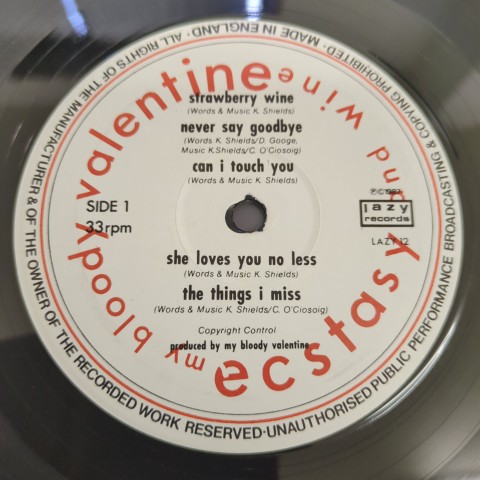 MADE IN ENGLAND · ALL RIGHTS OF THE MANUFACTURER & OF THE OWNER OF THE RECORDED WORK RESERVED · UNAUTHORISED PUBLIC PERFORMANCE BROADCASTING & COPYING PROHIBITED ·
my bloody valentine
ecstasy and wine
strawberry wine
(Words & Music K. Shields)
never say goodbye
(Words K. Shields/D. Googe,
Music K.Shields/C. O'Ciosoig)
can i touch you
(Words & Music K. Shields)
SIDE 1
33rpm
lazy
records
LAZY 12
she loves you no less
(Words & Music K. Shields)
the things i miss
(Words & Music K. Shields/C. O'Ciosoig)
Copyright Control
produced by my bloody valentine